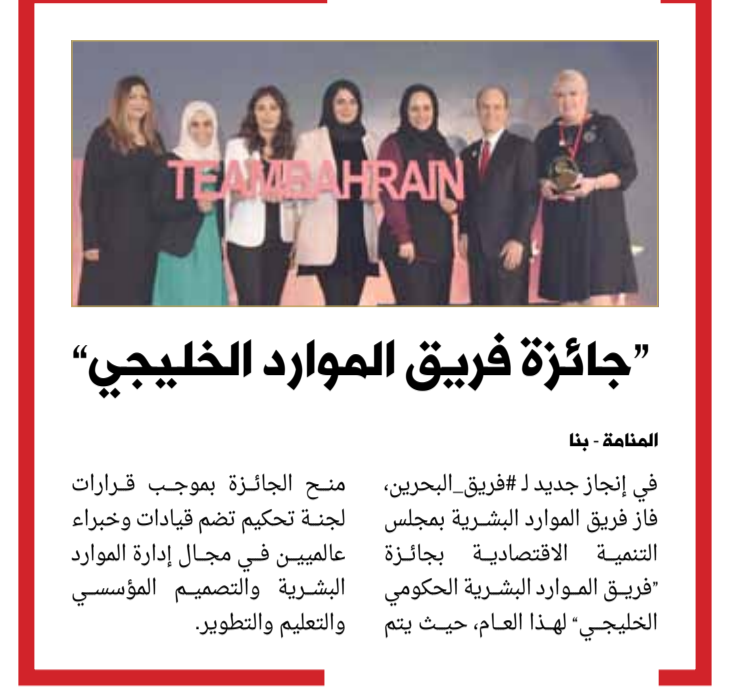 TEAMBAHRAIN
”جائزة فريق الموارد الخليجي“
المنامة - بنا
في إنجاز جديد لـ #فريق_البحرين،
فاز فريق الموارد البشرية بمجلس
التنمية الاقتصادية بجائزة
”فريق الموارد البشرية الحكومي
الخليجي“ لهذا العام، حيث يتم
منح الجائزة بموجب قرارات
لجنة تحكيم تضم قيادات وخبراء
عالميين في مجال إدارة الموارد
البشرية والتصميم المؤسسي
والتعليم والتطوير.